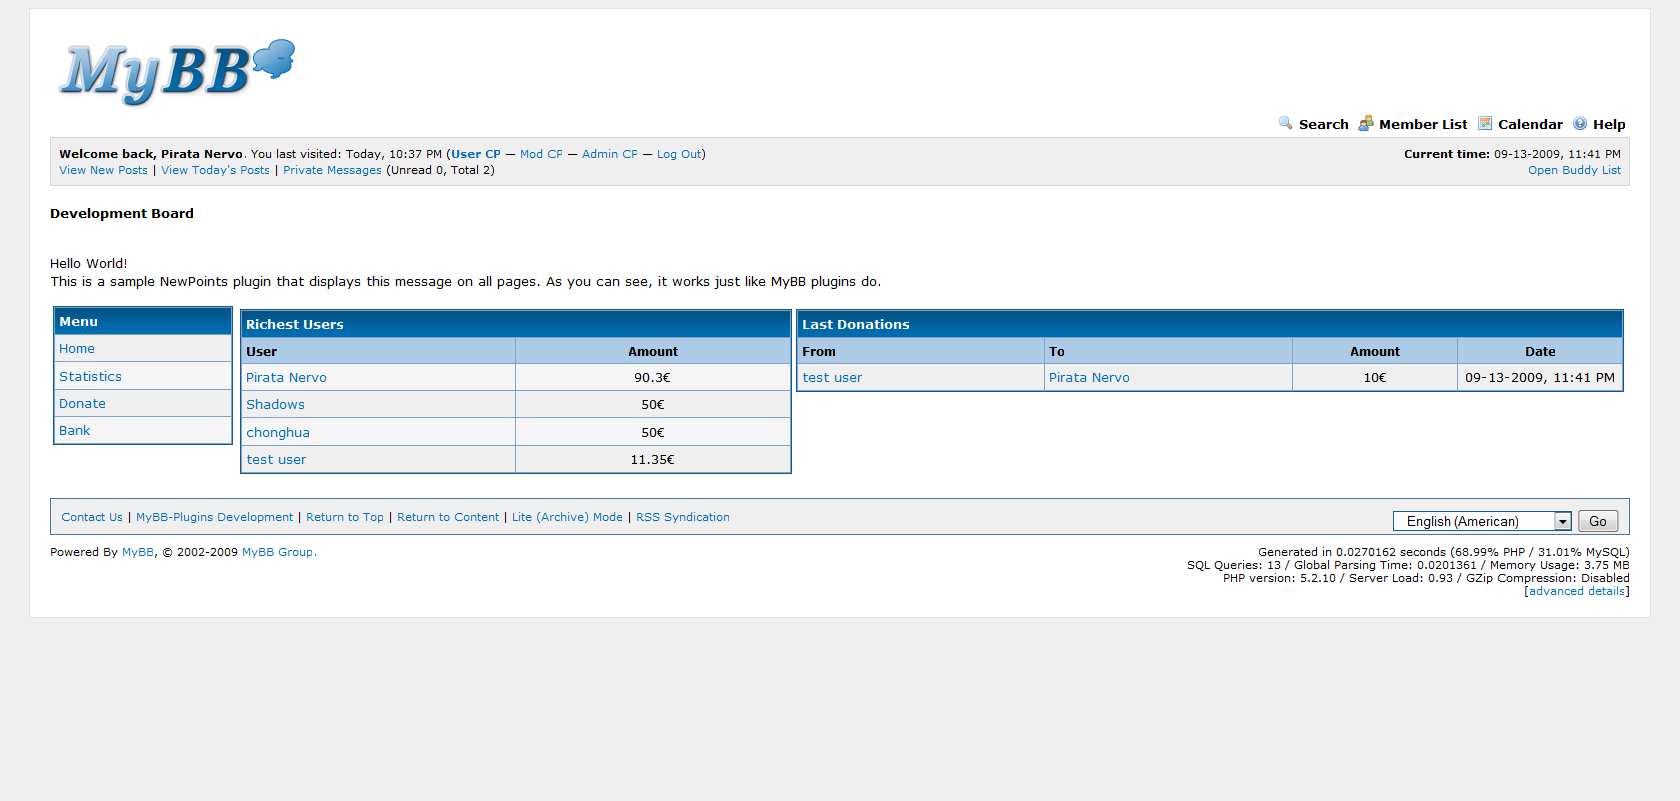 MyBB
Search Member List Calendar Help
Welcome back, Pirata Nervo. You last visited: Today, 10:37 PM (User CP — Mod CP — Admin CP — Log Out)
Current time: 09-13-2009, 11:41 PM
View New Posts | View Today's Posts | Private Messages (Unread 0, Total 2)
Open Buddy List
Development Board
Hello World!
This is a sample NewPoints plugin that displays this message on all pages. As you can see, it works just like MyBB plugins do.
Menu
Home
Statistics
Donate
Bank
Richest Users
User Amount
Pirata Nervo 90.3€
Shadows 50€
chonghua 50€
test user 11.35€
Last Donations
From To Amount Date
test user Pirata Nervo 10€ 09-13-2009, 11:41 PM
Contact Us | MyBB-Plugins Development | Return to Top | Return to Content | Lite (Archive) Mode | RSS Syndication
English (American) Go
Powered By MyBB, © 2002-2009 MyBB Group.
Generated in 0.0270162 seconds (68.99% PHP / 31.01% MySQL)
SQL Queries: 13 / Global Parsing Time: 0.0201361 / Memory Usage: 3.75 MB
PHP version: 5.2.10 / Server Load: 0.93 / GZip Compression: Disabled
[advanced details]